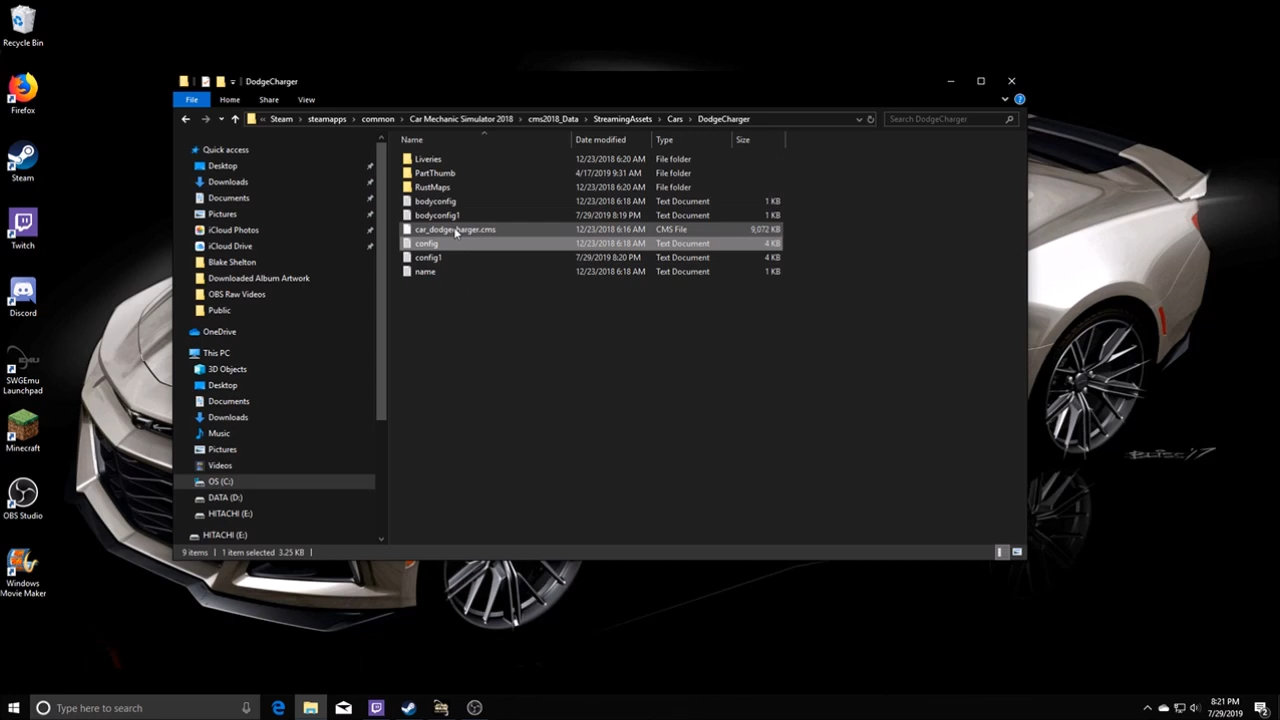 Recycle Bin
Firefox
Steam
Twitch
Discord
SWGEmu
Launchpad
Minecraft
OBS Studio
Windows
Movie Maker
DodgeCharger
File Home Share View
« Steam › steamapps › common › Car Mechanic Simulator 2018 › cms2018_Data › StreamingAssets › Cars › DodgeCharger
Search DodgeCharger
Quick access
Desktop
Downloads
Documents
Pictures
iCloud Photos
iCloud Drive
Blake Shelton
Downloaded Album Artwork
OBS Raw Videos
Public
OneDrive
This PC
3D Objects
Desktop
Documents
Downloads
Music
Pictures
Videos
OS (C:)
DATA (D:)
HITACHI (E:)
HITACHI (E:)
Name Date modified Type Size
Liveries 12/23/2018 6:20 AM File folder
PartThumb 4/17/2019 9:31 AM File folder
RustMaps 12/23/2018 6:20 AM File folder
bodyconfig 12/23/2018 6:18 AM Text Document 1 KB
bodyconfig1 7/29/2019 8:19 PM Text Document 1 KB
car_dodgecharger.cms 12/23/2018 6:16 AM CMS File 9,072 KB
config 12/23/2018 6:18 AM Text Document 4 KB
config1 7/29/2019 8:20 PM Text Document 4 KB
name 12/23/2018 6:18 AM Text Document 1 KB
9 items 1 item selected 3.25 KB
Type here to search
8:21 PM
7/29/2019
2